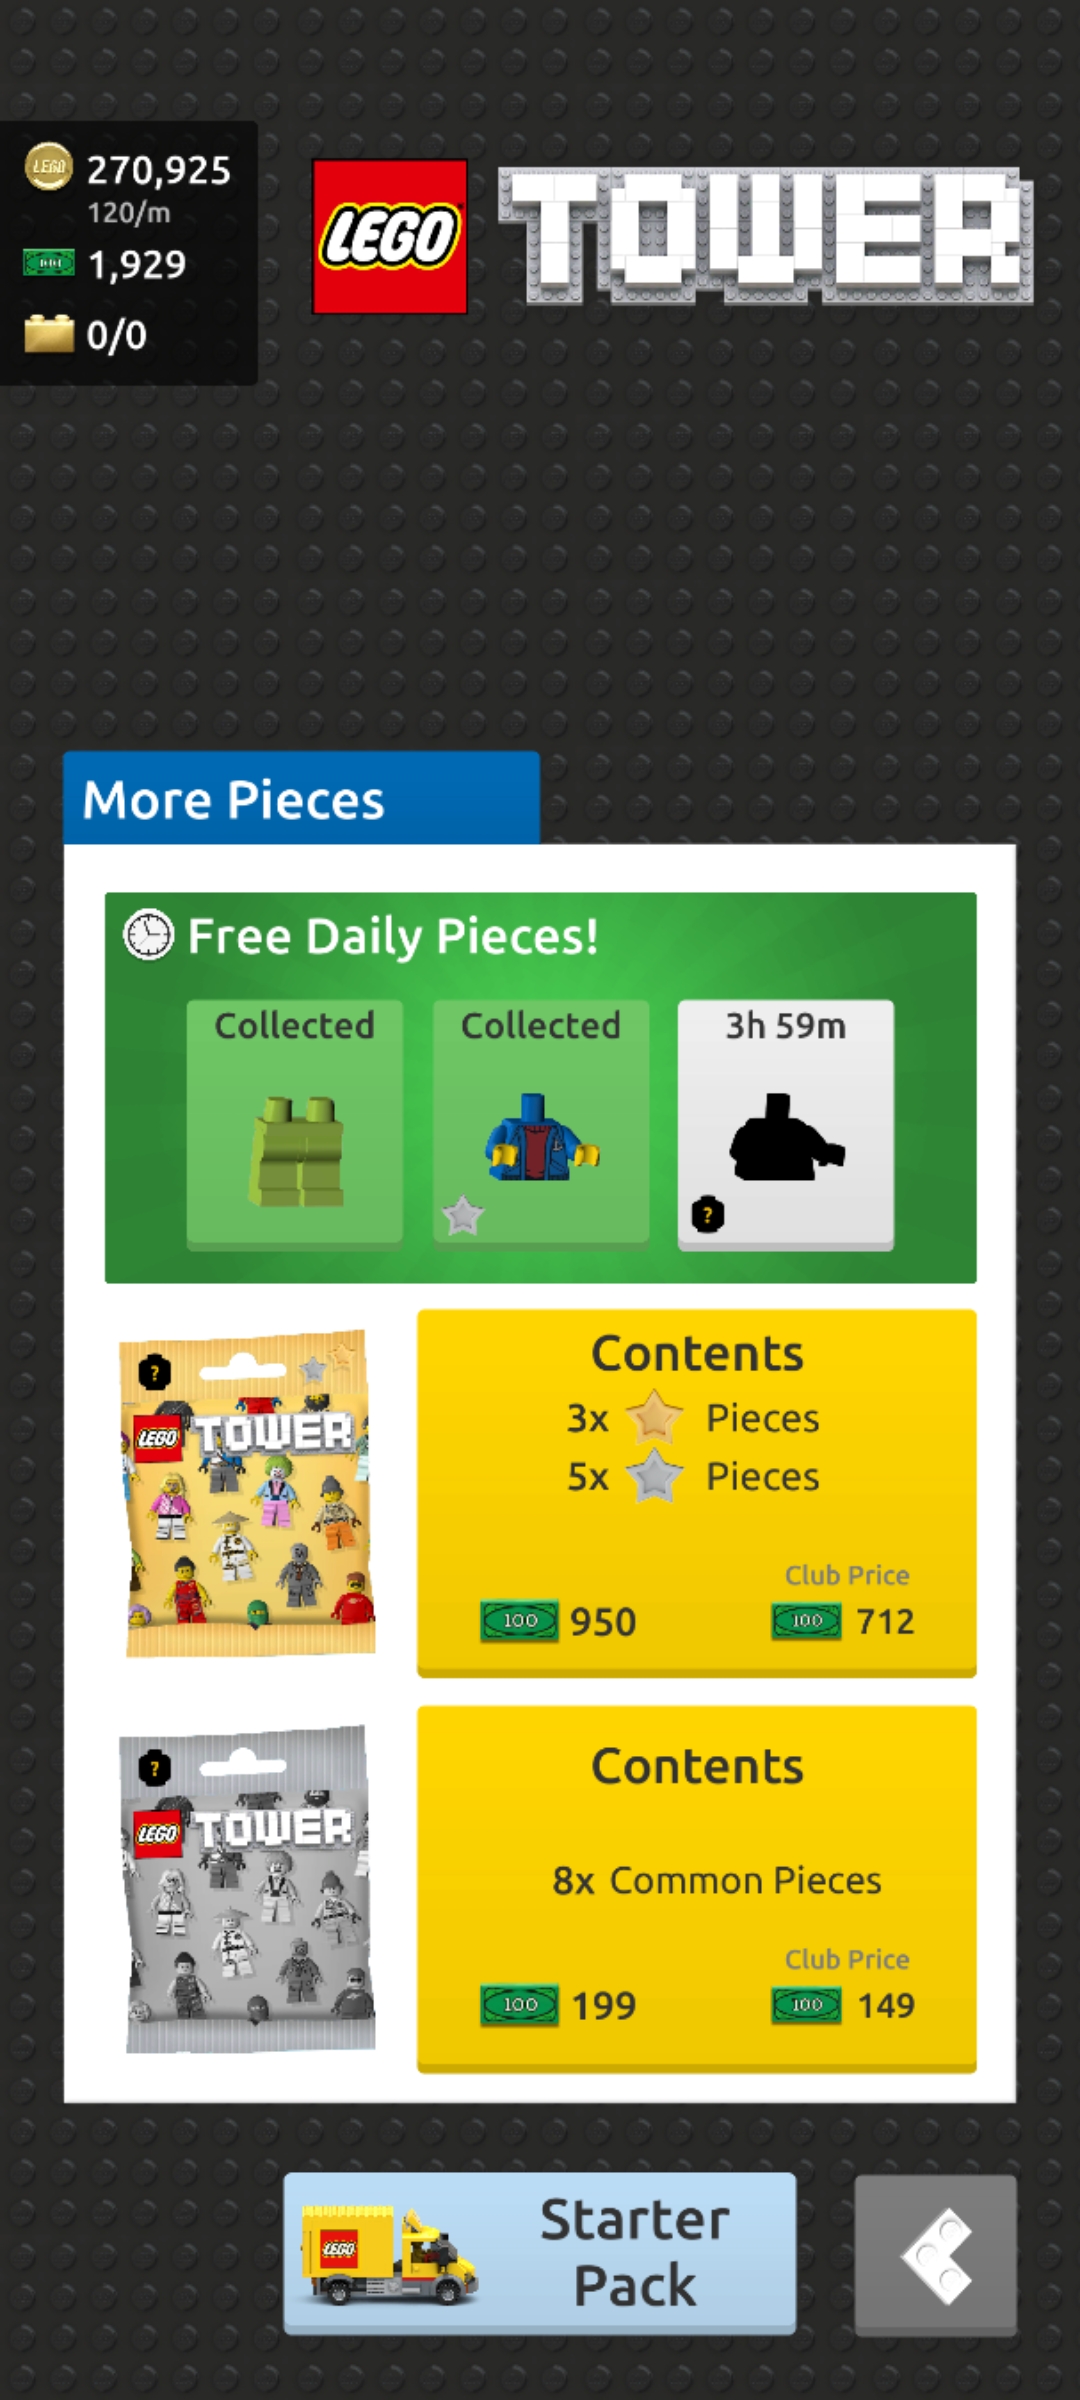 LEGO
270,925
120/m
1,929
0/0
LEGO TOWER
More Pieces
Free Daily Pieces!
Collected
Collected
3h 59m
?
?
LEGO TOWER
Contents
3x Pieces
5x Pieces
Club Price
100 950
100 712
?
LEGO TOWER
Contents
8x Common Pieces
Club Price
100 199
100 149
LEGO
Starter
Pack